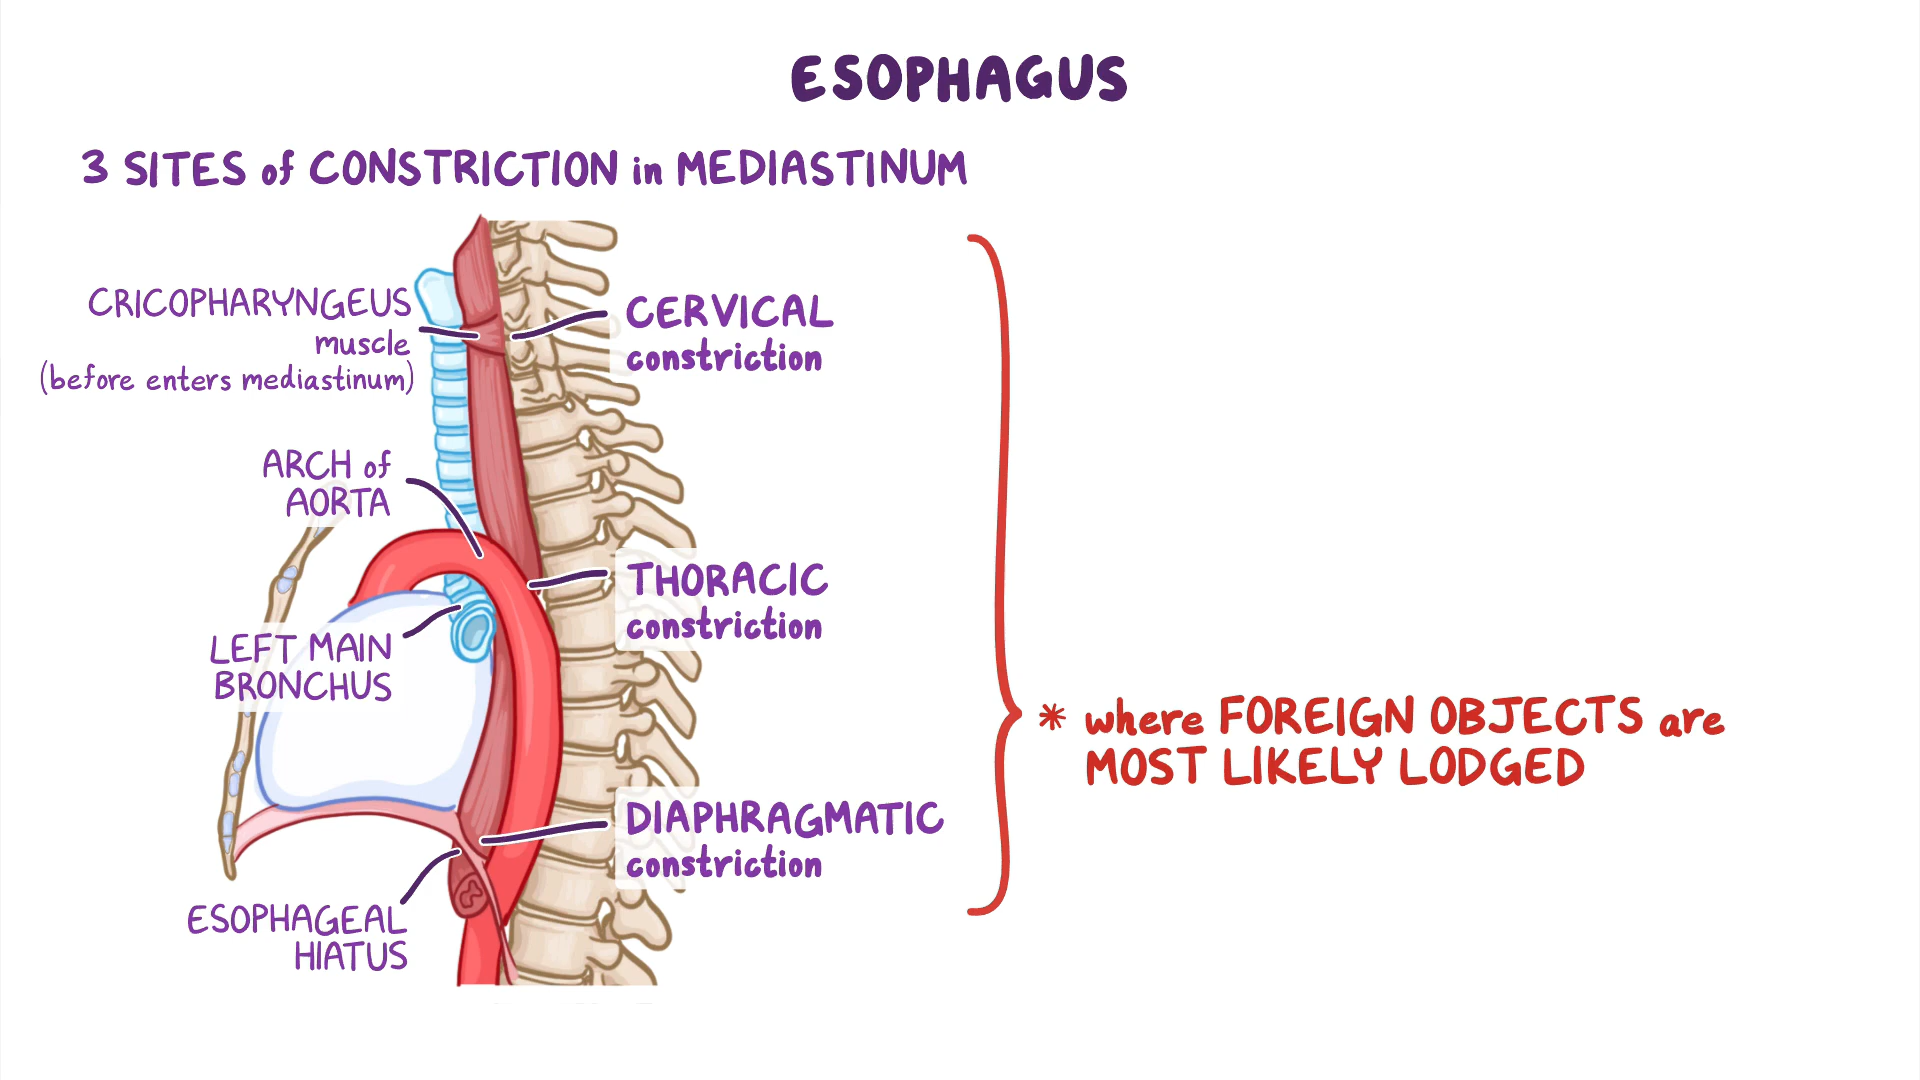 ESOPHAGUS
3 SITES of CONSTRICTION in MEDIASTINUM
CRICOPHARYNGEUS
muscle
(before enters mediastinum)
CERVICAL
constriction
ARCH of
AORTA
THORACIC
constriction
LEFT MAIN
BRONCHUS
DIAPHRAGMATIC
constriction
ESOPHAGEAL
HIATUS
* where FOREIGN OBJECTS are
MOST LIKELY LODGED